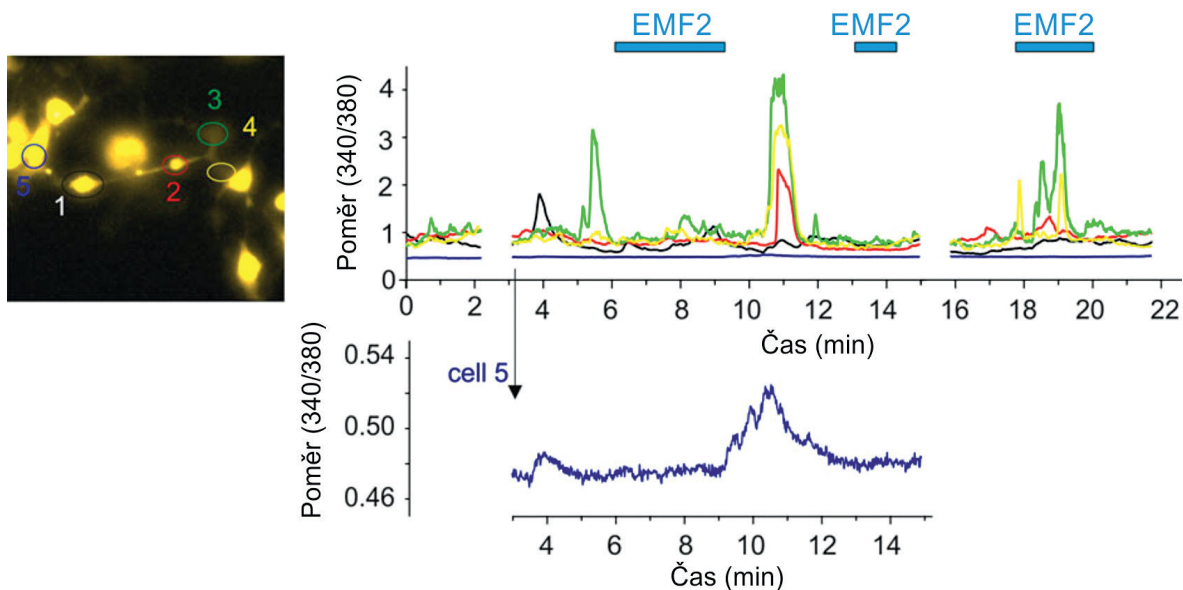 EMF2 EMF2 EMF2
3
4
5
2
1
Poměr (340/380)
4
3
2
1
0
0 2 4 6 8 10 12 14 16 18 20 22
Čas (min)
cell 5
Poměr (340/380)
0.54
0.50
0.46
4 6 8 10 12 14
Čas (min)